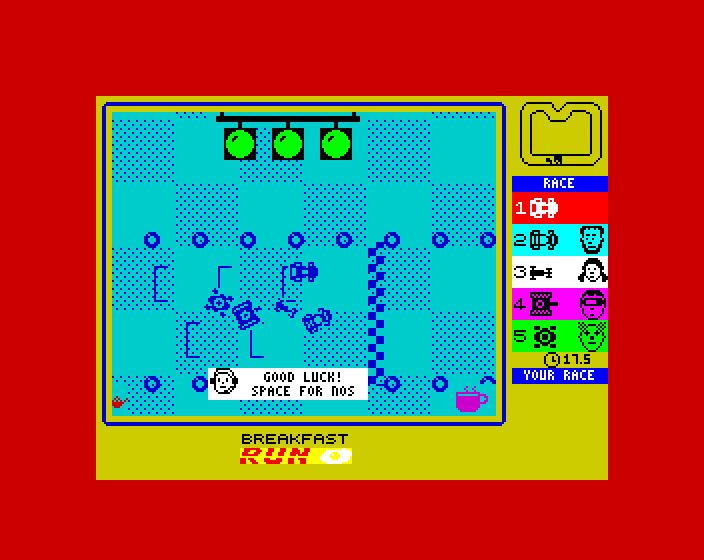 RACE
1
2
3
4
5
17.5
YOUR RACE
GOOD LUCK!
SPACE FOR NOS
BREAKFAST
RUN